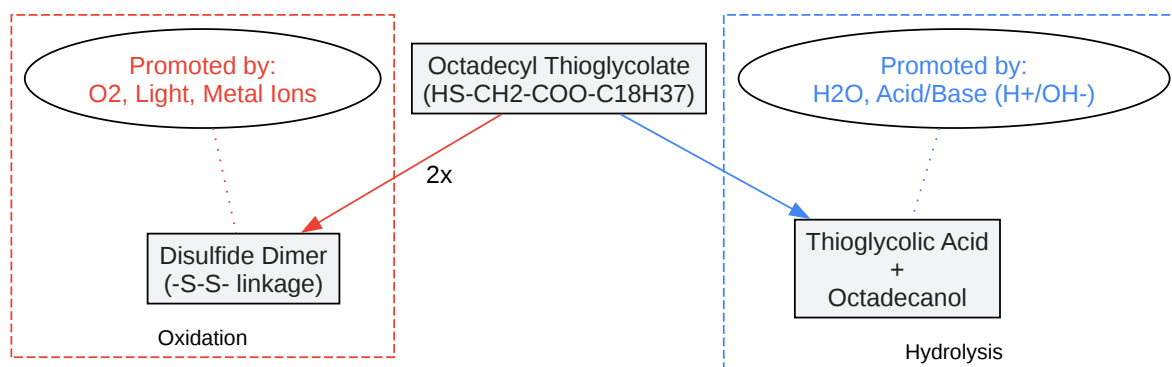 Promoted by:
O2, Light, Metal Ions
Octadecyl Thioglycolate
(HS-CH2-COO-C18H37)
Promoted by:
H2O, Acid/Base (H+/OH-)
2x
Disulfide Dimer
(-S-S- linkage)
Thioglycolic Acid
+
Octadecanol
Oxidation
Hydrolysis